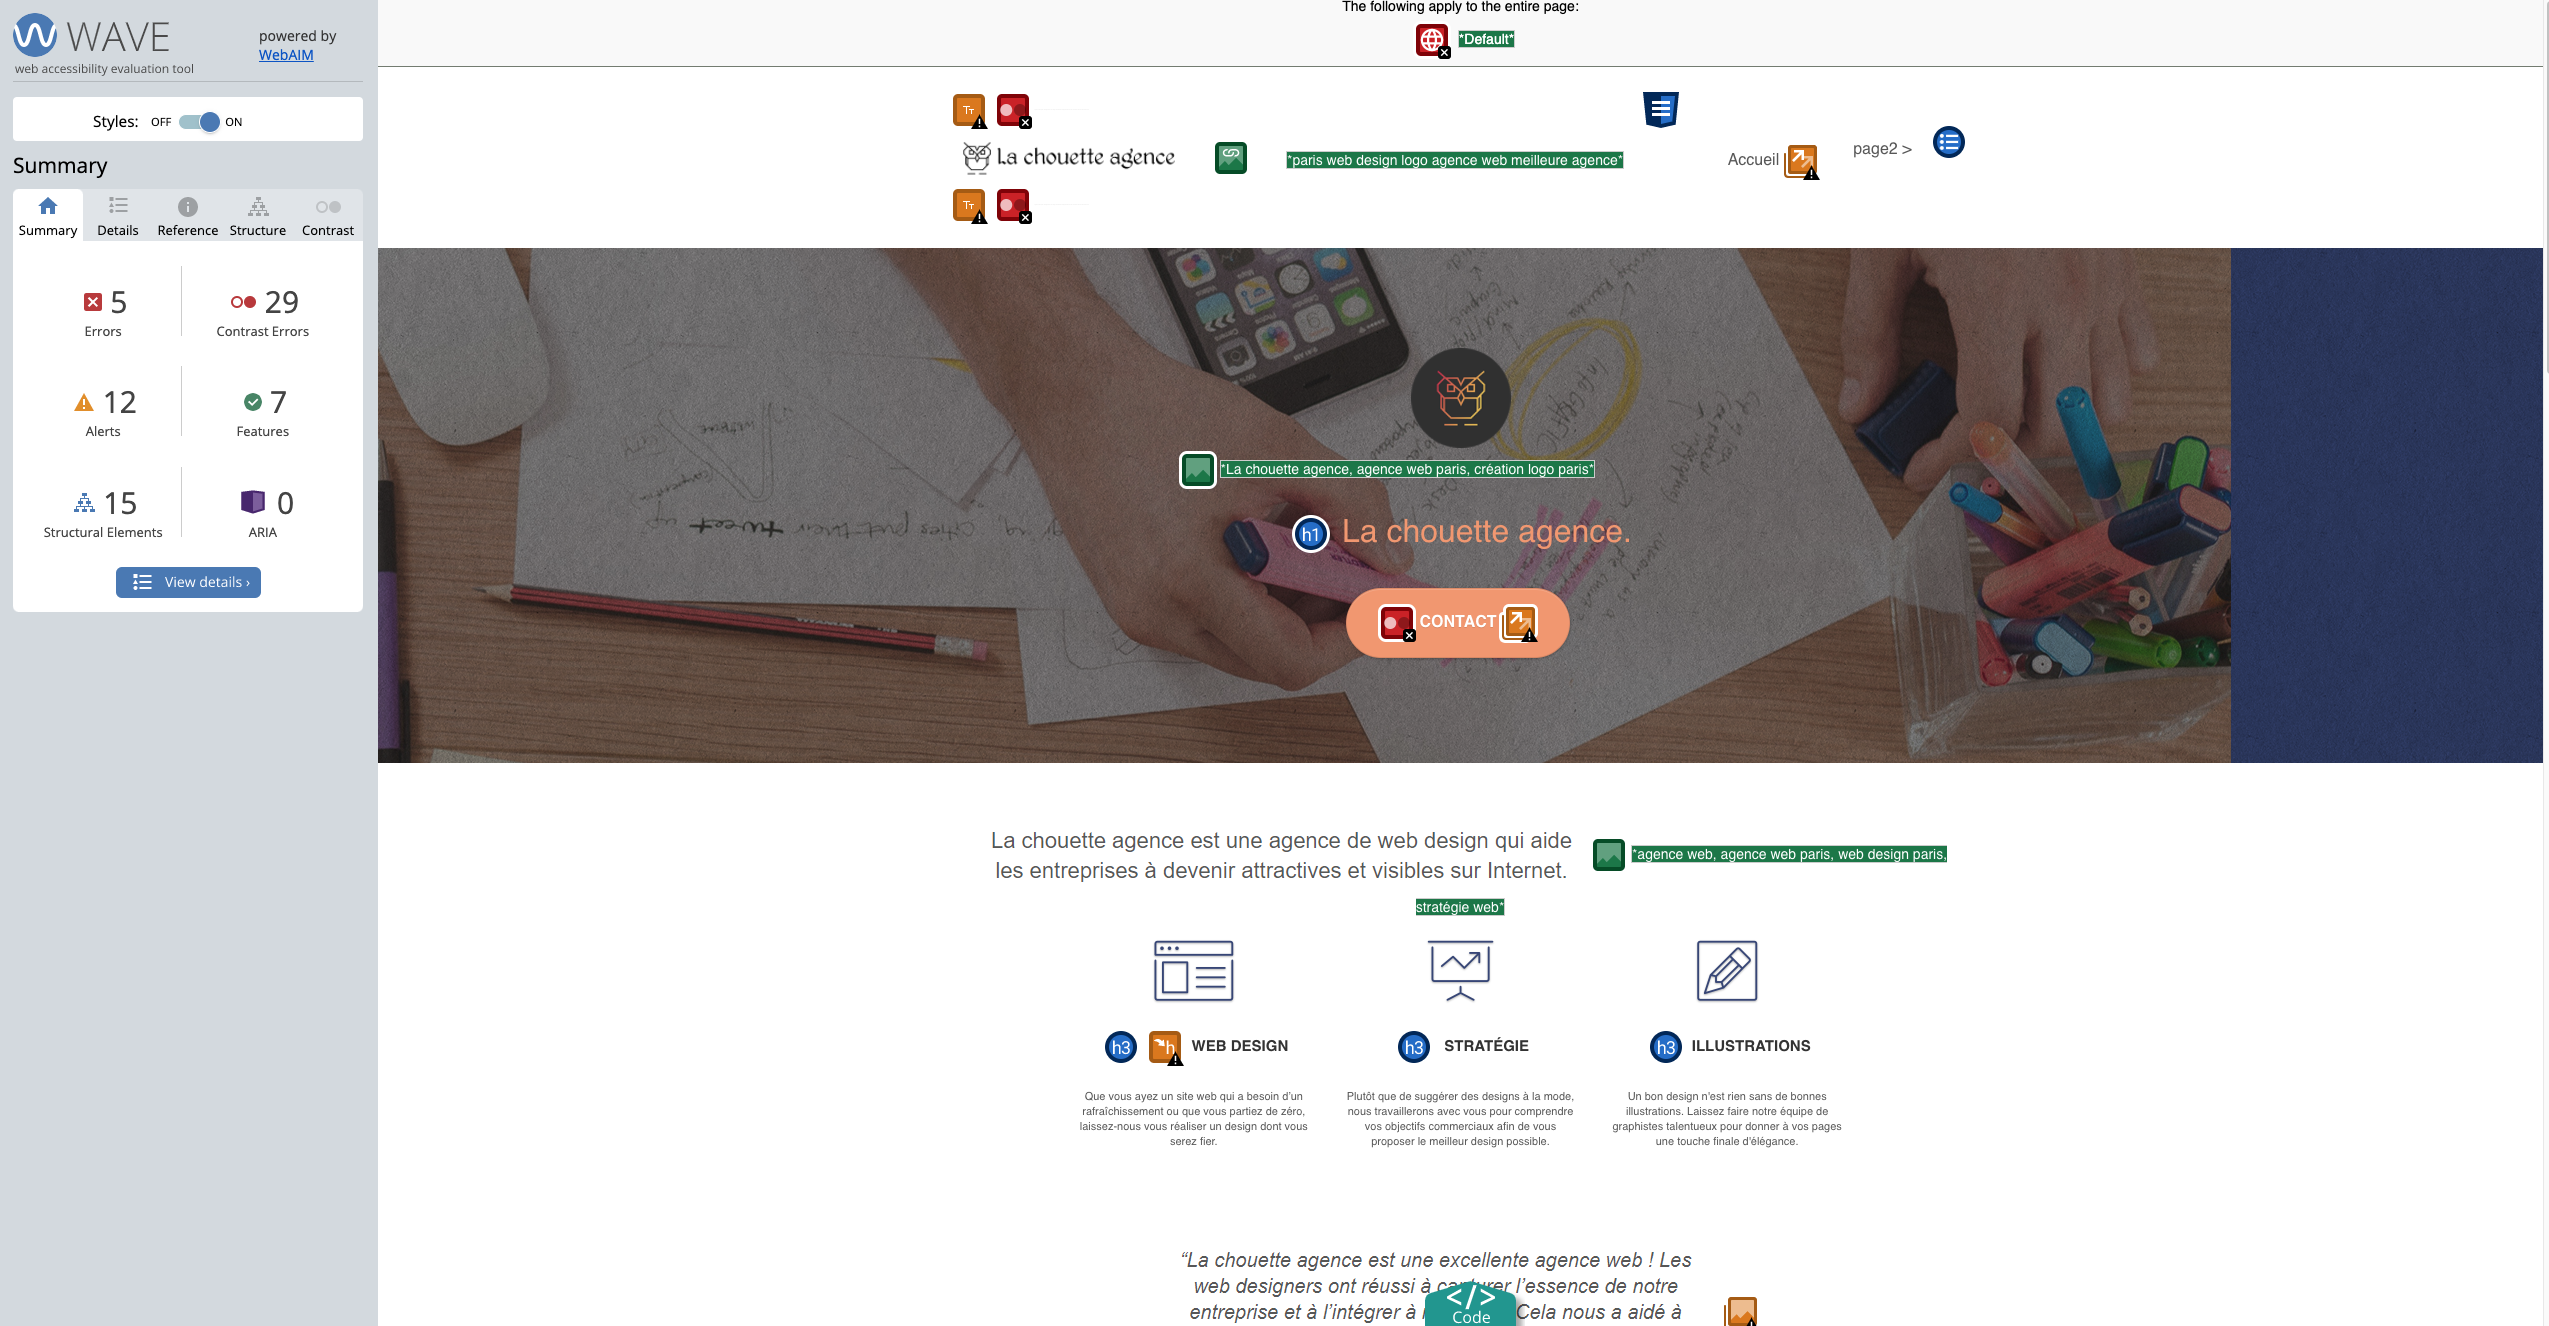 WAVE
powered by
WebAIM
web accessibility evaluation tool
Styles: OFF ON
Summary
Summary Details Reference Structure Contrast
5
Errors
29
Contrast Errors
12
Alerts
7
Features
15
Structural Elements
0
ARIA
View details ›
The following apply to the entire page:
*Default*
La chouette agence
*paris web design logo agence web meilleure agence*
Accueil
page2 >
*La chouette agence, agence web paris, création logo paris*
h1 La chouette agence.
CONTACT
La chouette agence est une agence de web design qui aide
les entreprises à devenir attractives et visibles sur Internet.
*agence web, agence web paris, web design paris,
stratégie web*
h3 h WEB DESIGN
Que vous ayez un site web qui a besoin d’un
rafraîchissement ou que vous partiez de zéro,
laissez-nous vous réaliser un design dont vous
serez fier.
h3 STRATÉGIE
Plutôt que de suggérer des designs à la mode,
nous travaillerons avec vous pour comprendre
vos objectifs commerciaux afin de vous
proposer le meilleur design possible.
h3 ILLUSTRATIONS
Un bon design n’est rien sans de bonnes
illustrations. Laissez faire notre équipe de
graphistes talentueux pour donner à vos pages
une touche finale d’élégance.
“La chouette agence est une excellente agence web ! Les
web designers ont réussi à capturer l’essence de notre
entreprise et à l’intégrer à Cela nous a aidé à
</> Code